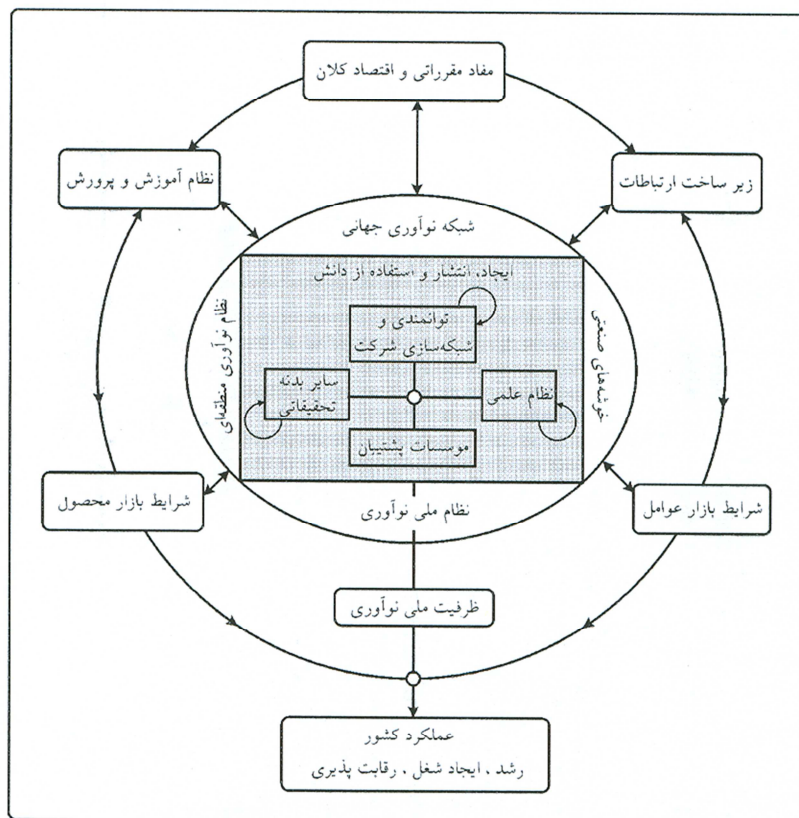 مفاد مقرراتی و اقتصاد کلان
زیر ساخت ارتباطات
نظام آموزش و پرورش
شبکه نوآوری جهانی
ایجاد، انتشار و استفاده از دانش
توانمندی و
شبکه‌سازی شرکت
خوشه‌های صنعتی
نظام نوآوری منطقه‌ای
نظام علمی
سایر بدنه
تحقیقاتی
موسسات پشتیبان
شرایط بازار عوامل
شرایط بازار محصول
نظام ملی نوآوری
ظرفیت ملی نوآوری
عملکرد کشور
رشد ، ایجاد شغل ، رقابت پذیری